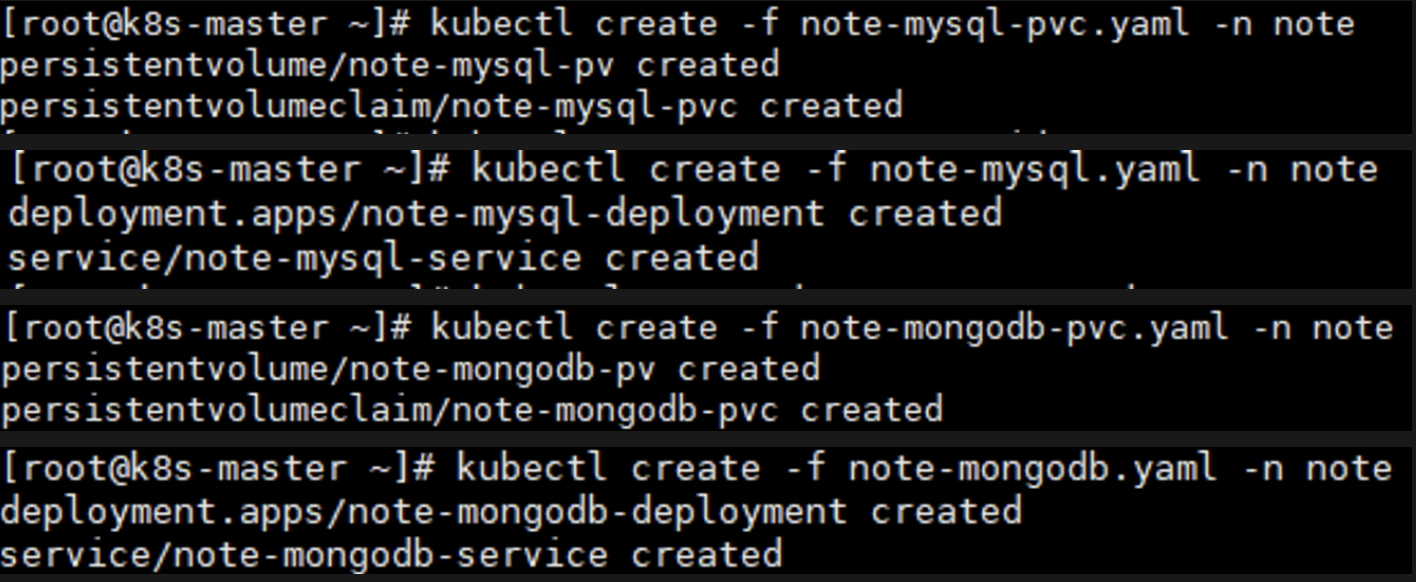 [root@k8s-master ~]# kubectl create -f note-mysql-pvc.yaml -n note
persistentvolume/note-mysql-pv created
persistentvolumeclaim/note-mysql-pvc created
[root@k8s-master ~]# kubectl create -f note-mysql.yaml -n note
deployment.apps/note-mysql-deployment created
service/note-mysql-service created
[root@k8s-master ~]# kubectl create -f note-mongodb-pvc.yaml -n note
persistentvolume/note-mongodb-pv created
persistentvolumeclaim/note-mongodb-pvc created
[root@k8s-master ~]# kubectl create -f note-mongodb.yaml -n note
deployment.apps/note-mongodb-deployment created
service/note-mongodb-service created